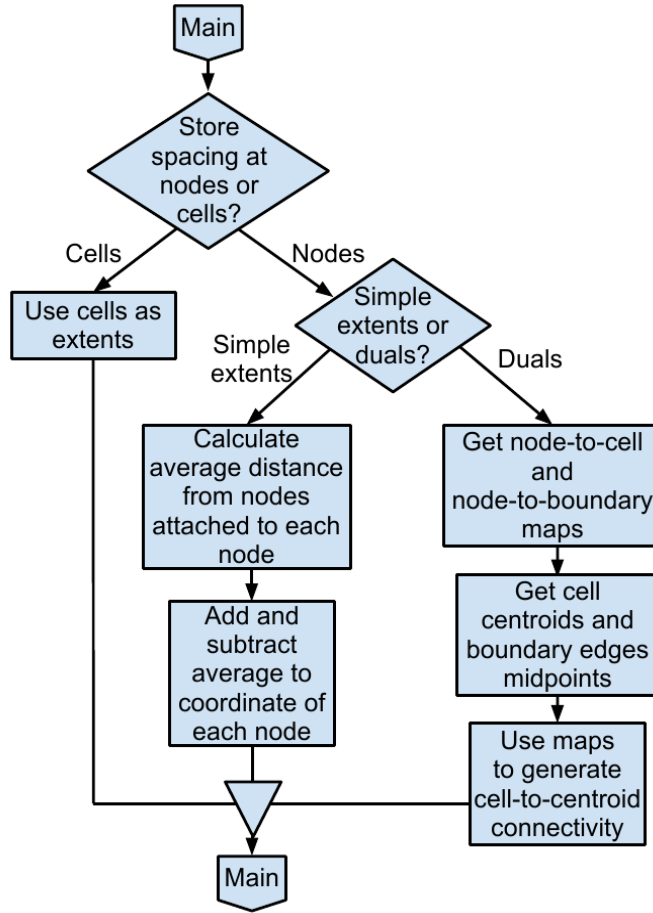 Main
Store
spacing at
nodes or
cells?
Cells
Nodes
Use cells as
extents
Simple
extents or
duals?
Simple
extents
Duals
Calculate
average distance
from nodes
attached to each
node
Get node-to-cell
and
node-to-boundary
maps
Add and
subtract
average to
coordinate of
each node
Get cell
centroids and
boundary edges
midpoints
Use maps
to generate
cell-to-centroid
connectivity
Main